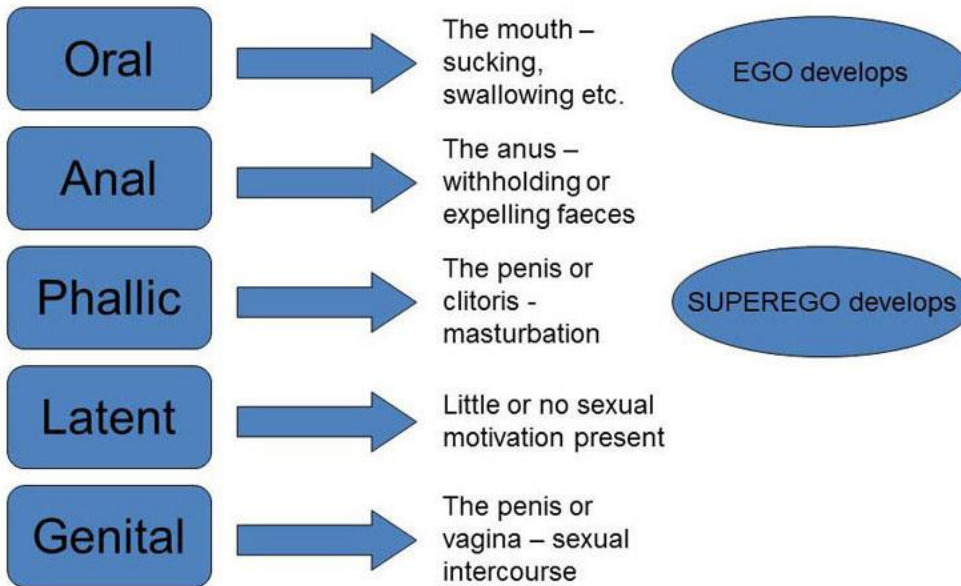 Oral
The mouth –
sucking,
swallowing etc.
EGO develops
Anal
The anus –
withholding or
expelling faeces
Phallic
The penis or
clitoris -
masturbation
SUPEREGO develops
Latent
Little or no sexual
motivation present
Genital
The penis or
vagina – sexual
intercourse